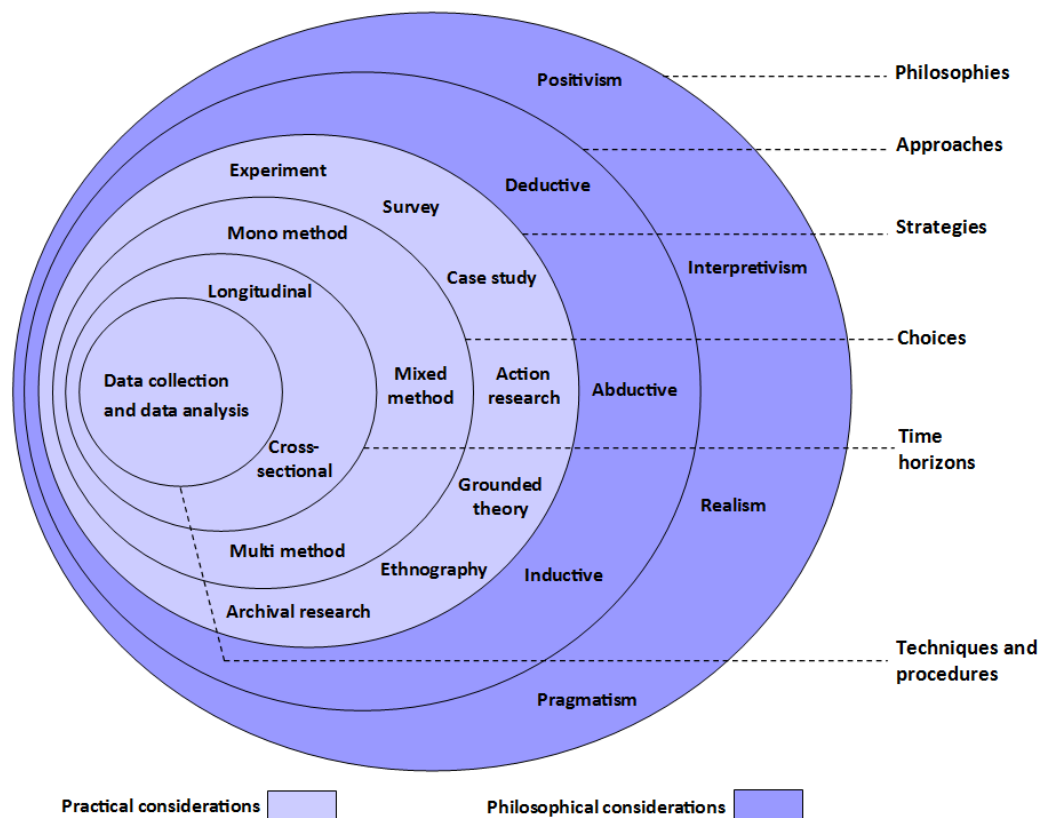 Positivism
Philosophies
Approaches
Experiment
Deductive
Survey
Strategies
Mono method
Interpretivism
Case study
Longitudinal
Choices
Data collection
and data analysis
Mixed
method
Action
research
Abductive
Time
horizons
Cross-
sectional
Grounded
theory
Realism
Multi method
Ethnography
Inductive
Archival research
Techniques and
procedures
Pragmatism
Practical considerations
Philosophical considerations